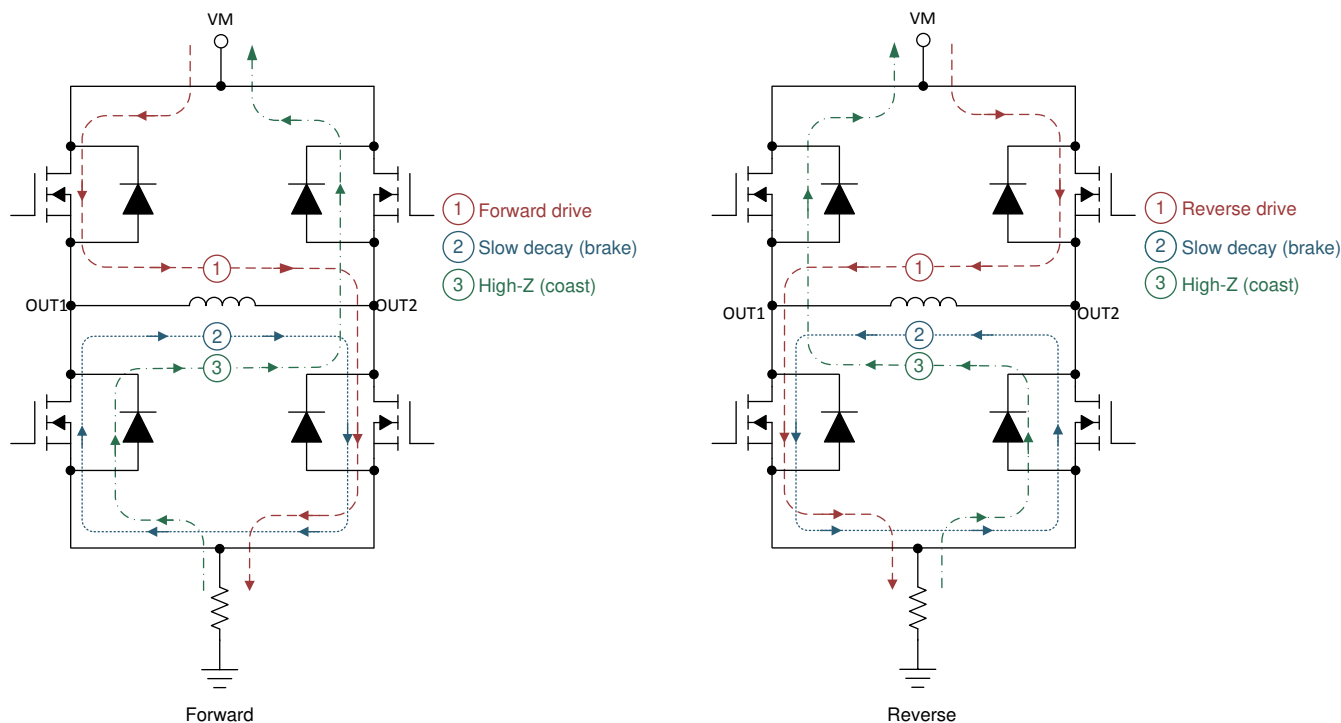 VM
1 Forward drive
2 Slow decay (brake)
3 High-Z (coast)
1
OUT1
OUT2
2
3
Forward
VM
1 Reverse drive
2 Slow decay (brake)
3 High-Z (coast)
1
OUT1
OUT2
2
3
Reverse